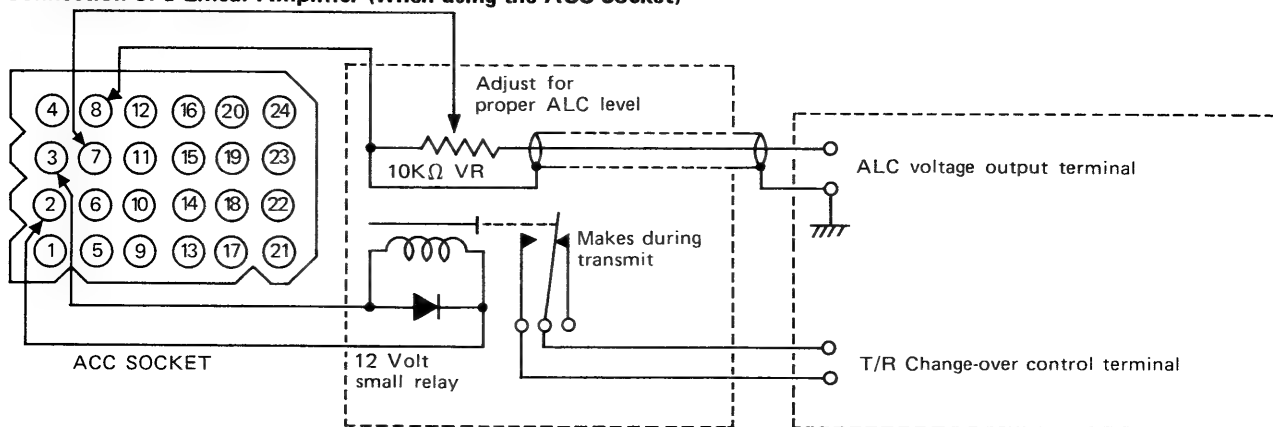 Connection of a Linear Amplifier (When using the ACC socket)
4 8 12 16 20 24
3 7 11 15 19 23
2 6 10 14 18 22
1 5 9 13 17 21
ACC SOCKET
Adjust for
proper ALC level
10KΩ VR
Makes during
transmit
12 Volt
small relay
ALC voltage output terminal
T/R Change-over control terminal